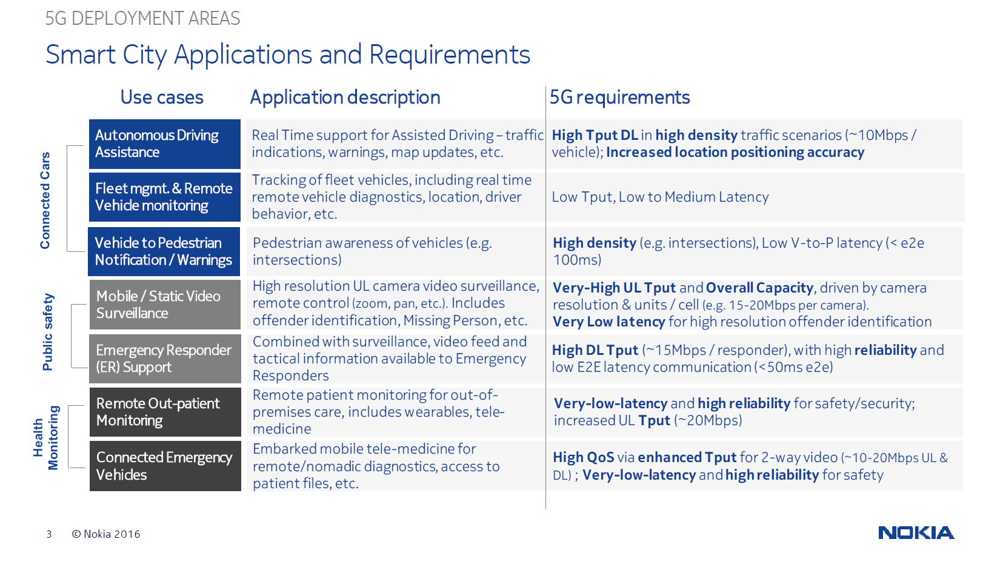 5G DEPLOYMENT AREAS
Smart City Applications and Requirements
Use cases
Application description
5G requirements
Connected Cars
Autonomous Driving
Assistance
Real Time support for Assisted Driving – traffic
indications, warnings, map updates, etc.
High Tput DL in high density traffic scenarios (~10Mbps /
vehicle); Increased location positioning accuracy
Fleet mgmt. & Remote
Vehicle monitoring
Tracking of fleet vehicles, including real time
remote vehicle diagnostics, location, driver
behavior, etc.
Low Tput, Low to Medium Latency
Vehicle to Pedestrian
Notification / Warnings
Pedestrian awareness of vehicles (e.g.
intersections)
High density (e.g. intersections), Low V-to-P latency (< e2e
100ms)
Public safety
Mobile / Static Video
Surveillance
High resolution UL camera video surveillance,
remote control (zoom, pan, etc.). Includes
offender identification, Missing Person, etc.
Very-High UL Tput and Overall Capacity, driven by camera
resolution & units / cell (e.g. 15-20Mbps per camera).
Very Low latency for high resolution offender identification
Emergency Responder
(ER) Support
Combined with surveillance, video feed and
tactical information available to Emergency
Responders
High DL Tput (~15Mbps / responder), with high reliability and
low E2E latency communication (<50ms e2e)
Health
Monitoring
Remote Out-patient
Monitoring
Remote patient monitoring for out-of-
premises care, includes wearables, tele-
medicine
Very-low-latency and high reliability for safety/security;
increased UL Tput (~20Mbps)
Connected Emergency
Vehicles
Embarked mobile tele-medicine for
remote/nomadic diagnostics, access to
patient files, etc.
High QoS via enhanced Tput for 2-way video (~10-20Mbps UL &
DL) ; Very-low-latency and high reliability for safety
3 © Nokia 2016
NOKIA